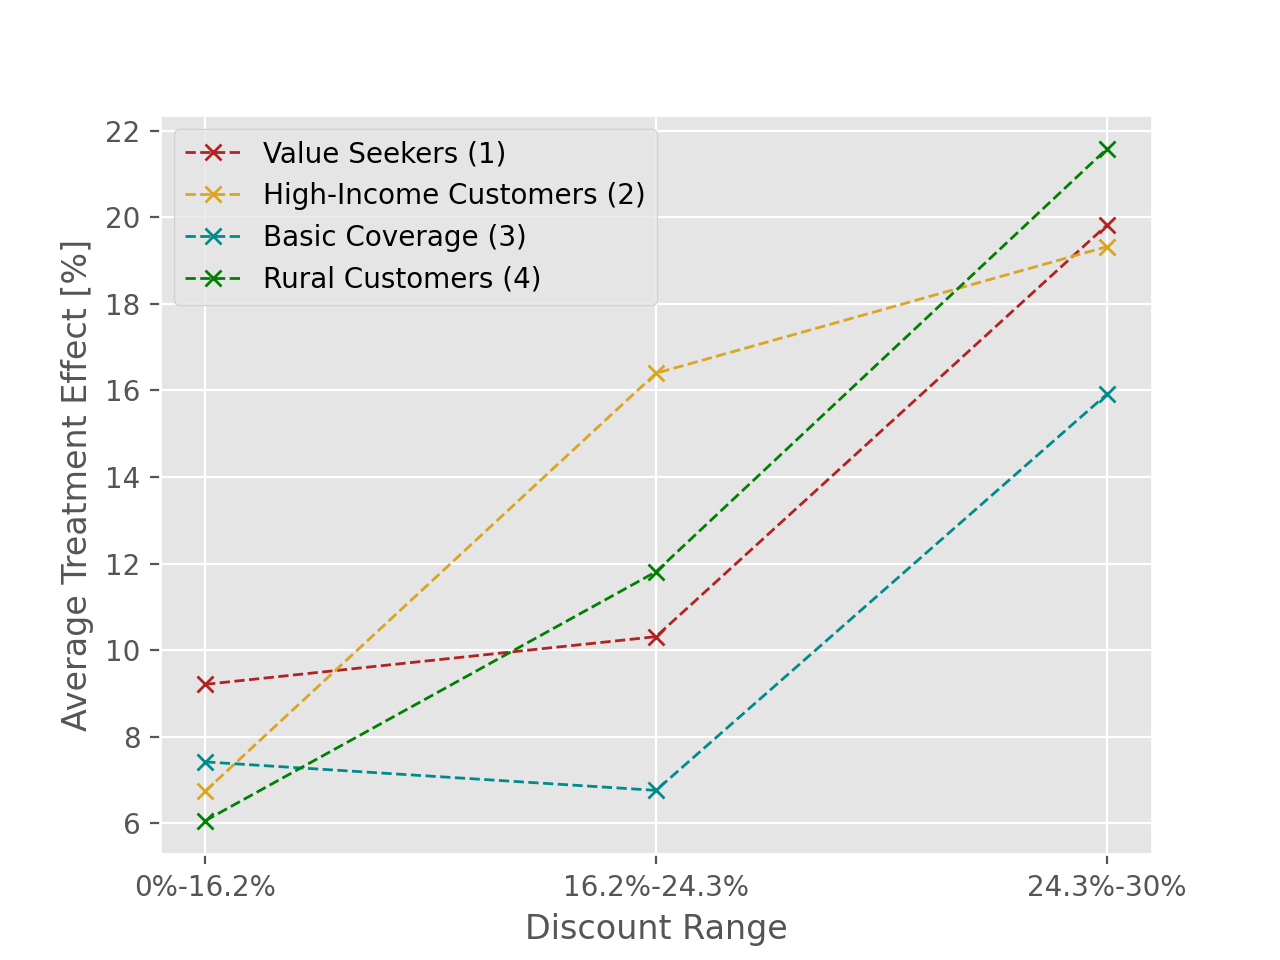 Value Seekers (1)
High-Income Customers (2)
Basic Coverage (3)
Rural Customers (4)
Average Treatment Effect [%]
22
20
18
16
14
12
10
8
6
0%-16.2%
16.2%-24.3%
24.3%-30%
Discount Range